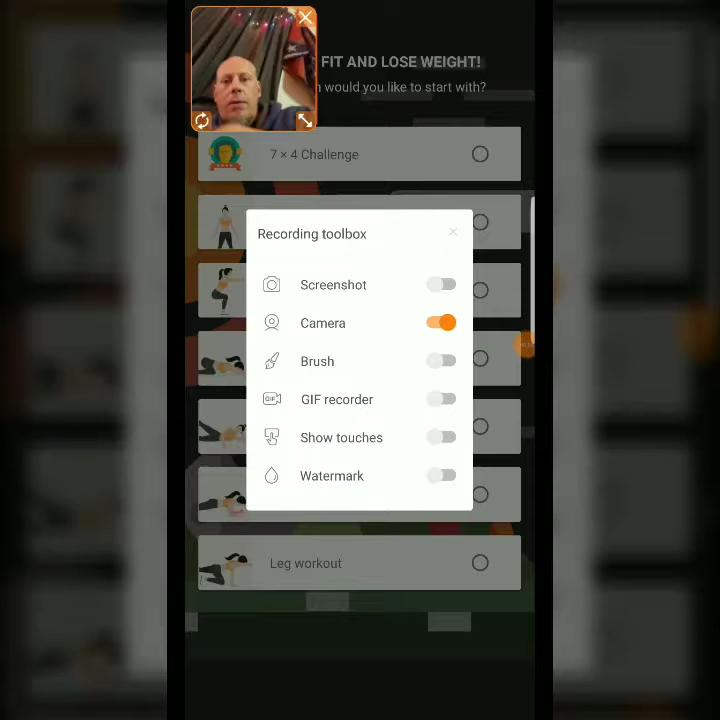 FIT AND LOSE WEIGHT!
would you like to start with?
7 × 4 Challenge
Recording toolbox
Screenshot
Camera
Brush
GIF
GIF recorder
Show touches
Watermark
Leg workout